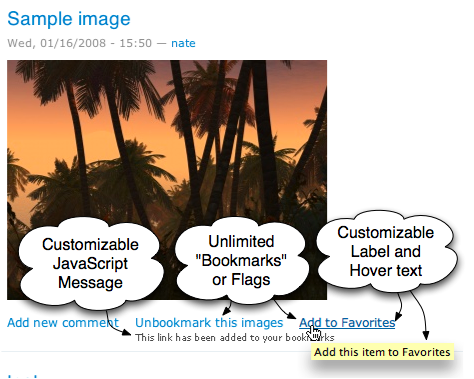 Sample image
Wed, 01/16/2008 - 15:50 — nate
Customizable
JavaScript
Message
Unlimited
"Bookmarks"
or Flags
Customizable
Label and
Hover text
Add new comment Unbookmark this images Add to Favorites
This link has been added to your bookmarks
Add this item to Favorites